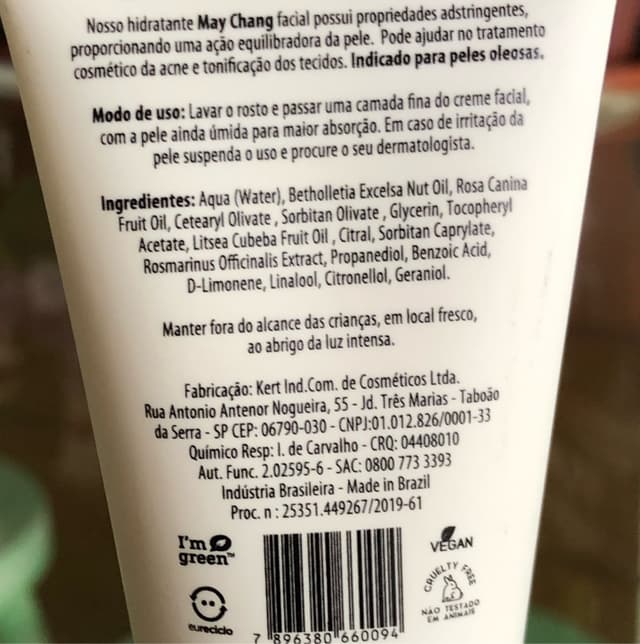 Nosso hidratante May Chang facial possui propriedades adstringentes,
proporcionando uma ação equilibradora da pele. Pode ajudar no tratamento
cosmético da acne e tonificação dos tecidos. Indicado para peles oleosas.
Modo de uso: Lavar o rosto e passar uma camada fina do creme facial,
com a pele ainda úmida para maior absorção. Em caso de irritação da
pele suspenda o uso e procure o seu dermatologista.
Ingredientes: Aqua (Water), Betholletia Excelsa Nut Oil, Rosa Canina
Fruit Oil, Cetearyl Olivate , Sorbitan Olivate , Glycerin, Tocopheryl
Acetate, Litsea Cubeba Fruit Oil , Citral, Sorbitan Caprylate,
Rosmarinus Officinalis Extract, Propanediol, Benzoic Acid,
D-Limonene, Linalool, Citronellol, Geraniol.
Manter fora do alcance das crianças, em local fresco,
ao abrigo da luz intensa.
Fabricação: Kert Ind.Com. de Cosméticos Ltda.
Rua Antonio Antenor Nogueira, 55 - Jd. Três Marias - Taboão
da Serra - SP CEP: 06790-030 - CNPJ:01.012.826/0001-33
Químico Resp: I. de Carvalho - CRQ: 04408010
Aut. Func. 2.02595-6 - SAC: 0800 773 3393
Indústria Brasileira - Made in Brazil
Proc. n : 25351.449267/2019-61
I'm
green™
eureciclo
7 896380 660094
VEGAN
CRUELTY FREE
NÃO TESTADO
EM ANIMAIS